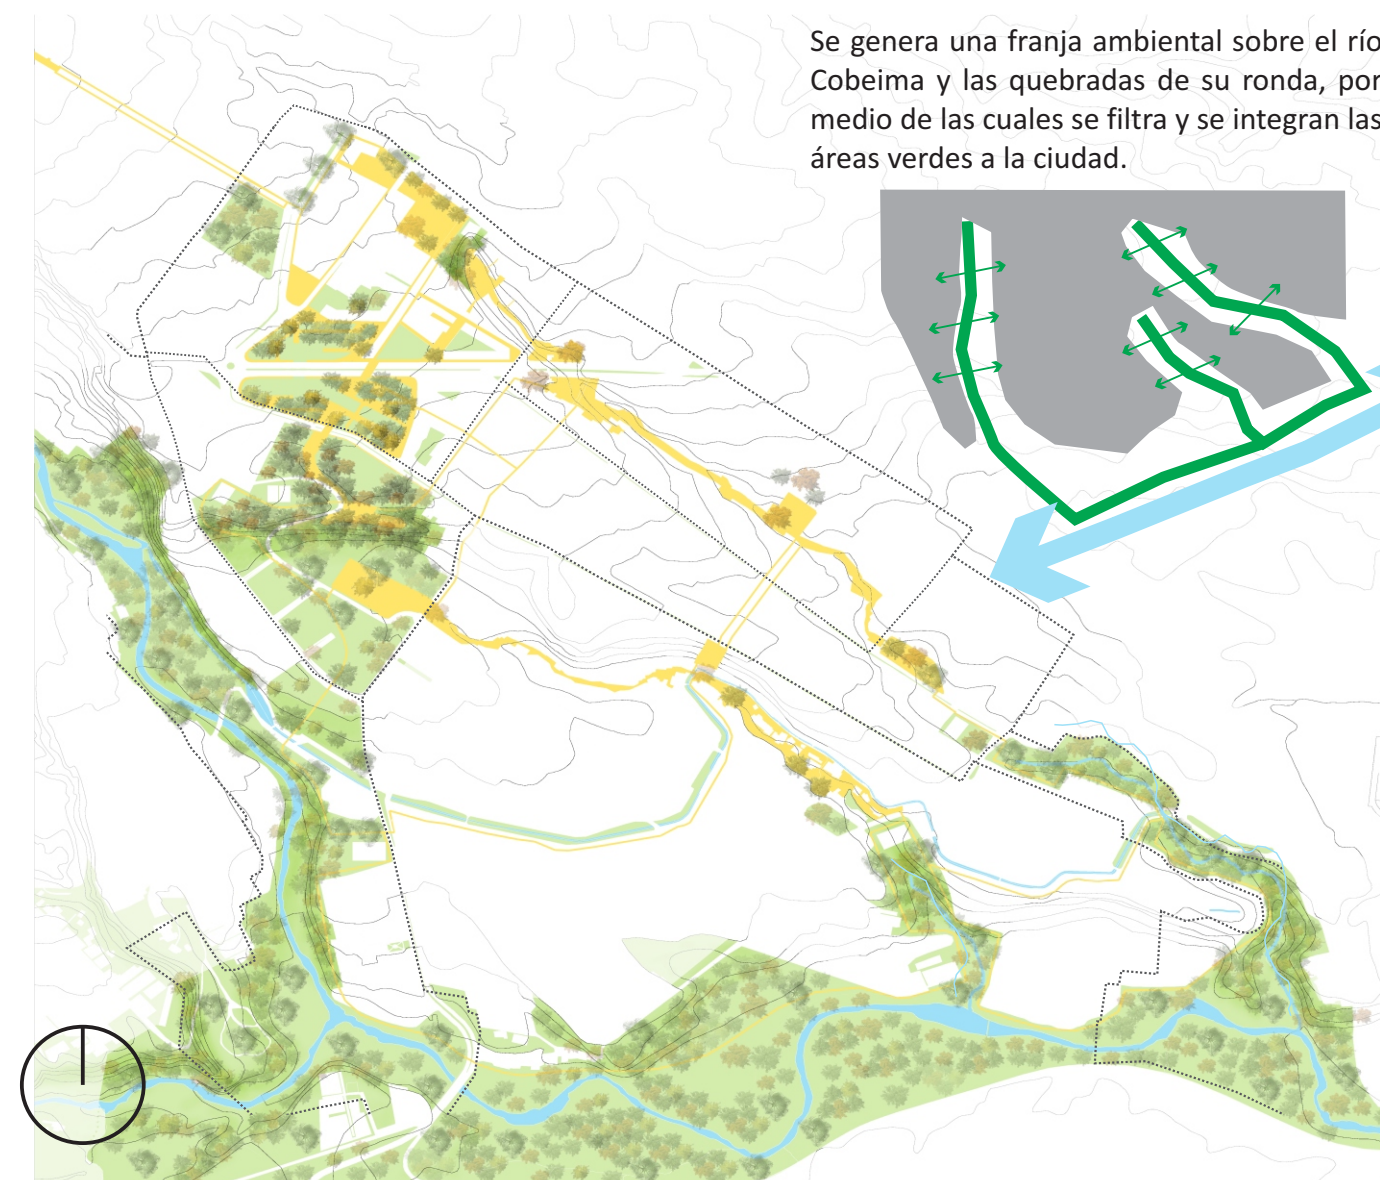 Se genera una franja ambiental sobre el río
Cobeima y las quebradas de su ronda, por
medio de las cuales se filtra y se integran las
áreas verdes a la ciudad.